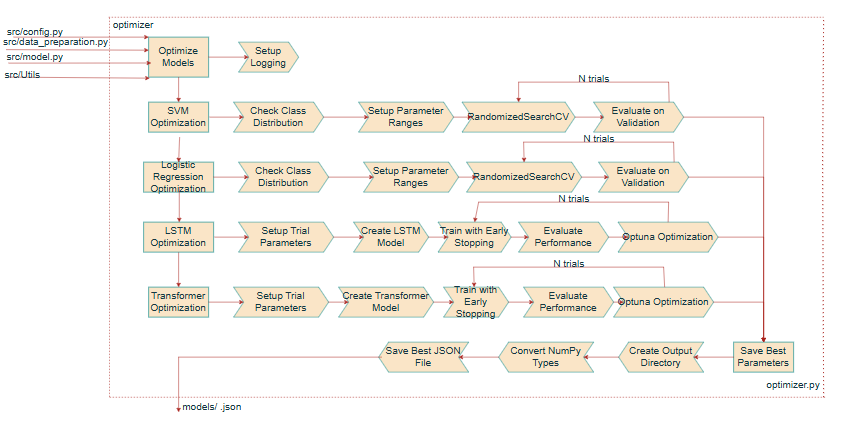 optimizer
src/config.py
src/data_preparation.py
src/model.py
src/Utils
Optimize
Models
Setup
Logging
N trials
SVM
Optimization
Check Class
Distribution
Setup Parameter
Ranges
RandomizedSearchCV
Evaluate on
Validation
N trials
Logistic
Regression
Optimization
Check Class
Distribution
Setup Parameter
Ranges
RandomizedSearchCV
Evaluate on
Validation
N trials
LSTM
Optimization
Setup Trial
Parameters
Create LSTM
Model
Train with Early
Stopping
Evaluate
Performance
Optuna Optimization
N trials
Transformer
Optimization
Setup Trial
Parameters
Create Transformer
Model
Train with
Early
Stopping
Evaluate
Performance
Optuna Optimization
Save Best JSON
File
Convert NumPy
Types
Create Output
Directory
Save Best
Parameters
optimizer.py
models/ .json